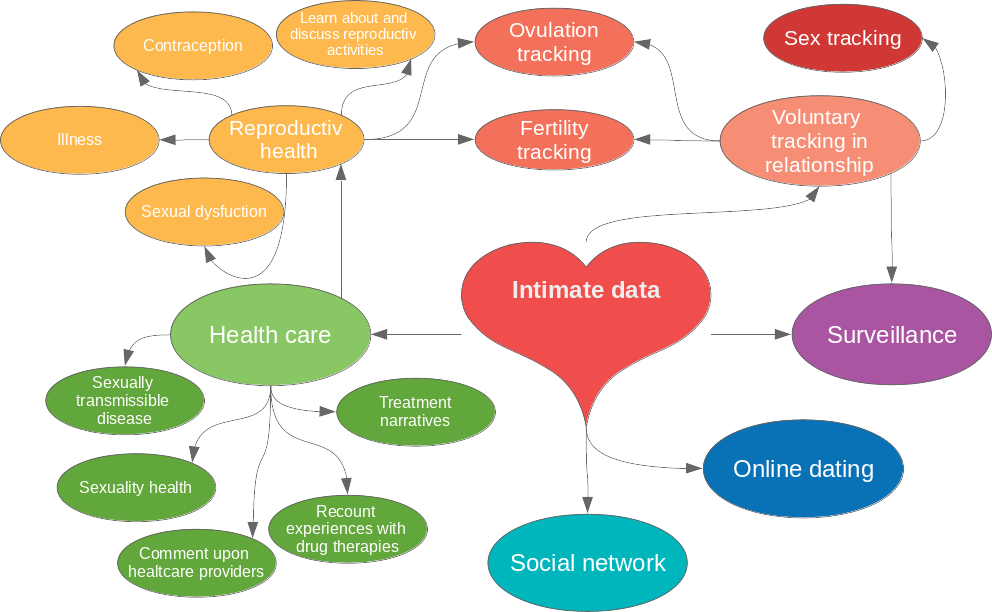 Contraception
Learn about and
discuss reproductiv
activities
Ovulation
tracking
Sex tracking
Illness
Reproductiv
health
Fertility
tracking
Voluntary
tracking in
relationship
Sexual dysfuction
Intimate data
Health care
Surveillance
Sexually
transmissible
disease
Treatment
narratives
Online dating
Sexuality health
Recount
experiences with
drug therapies
Comment upon
healtcare providers
Social network